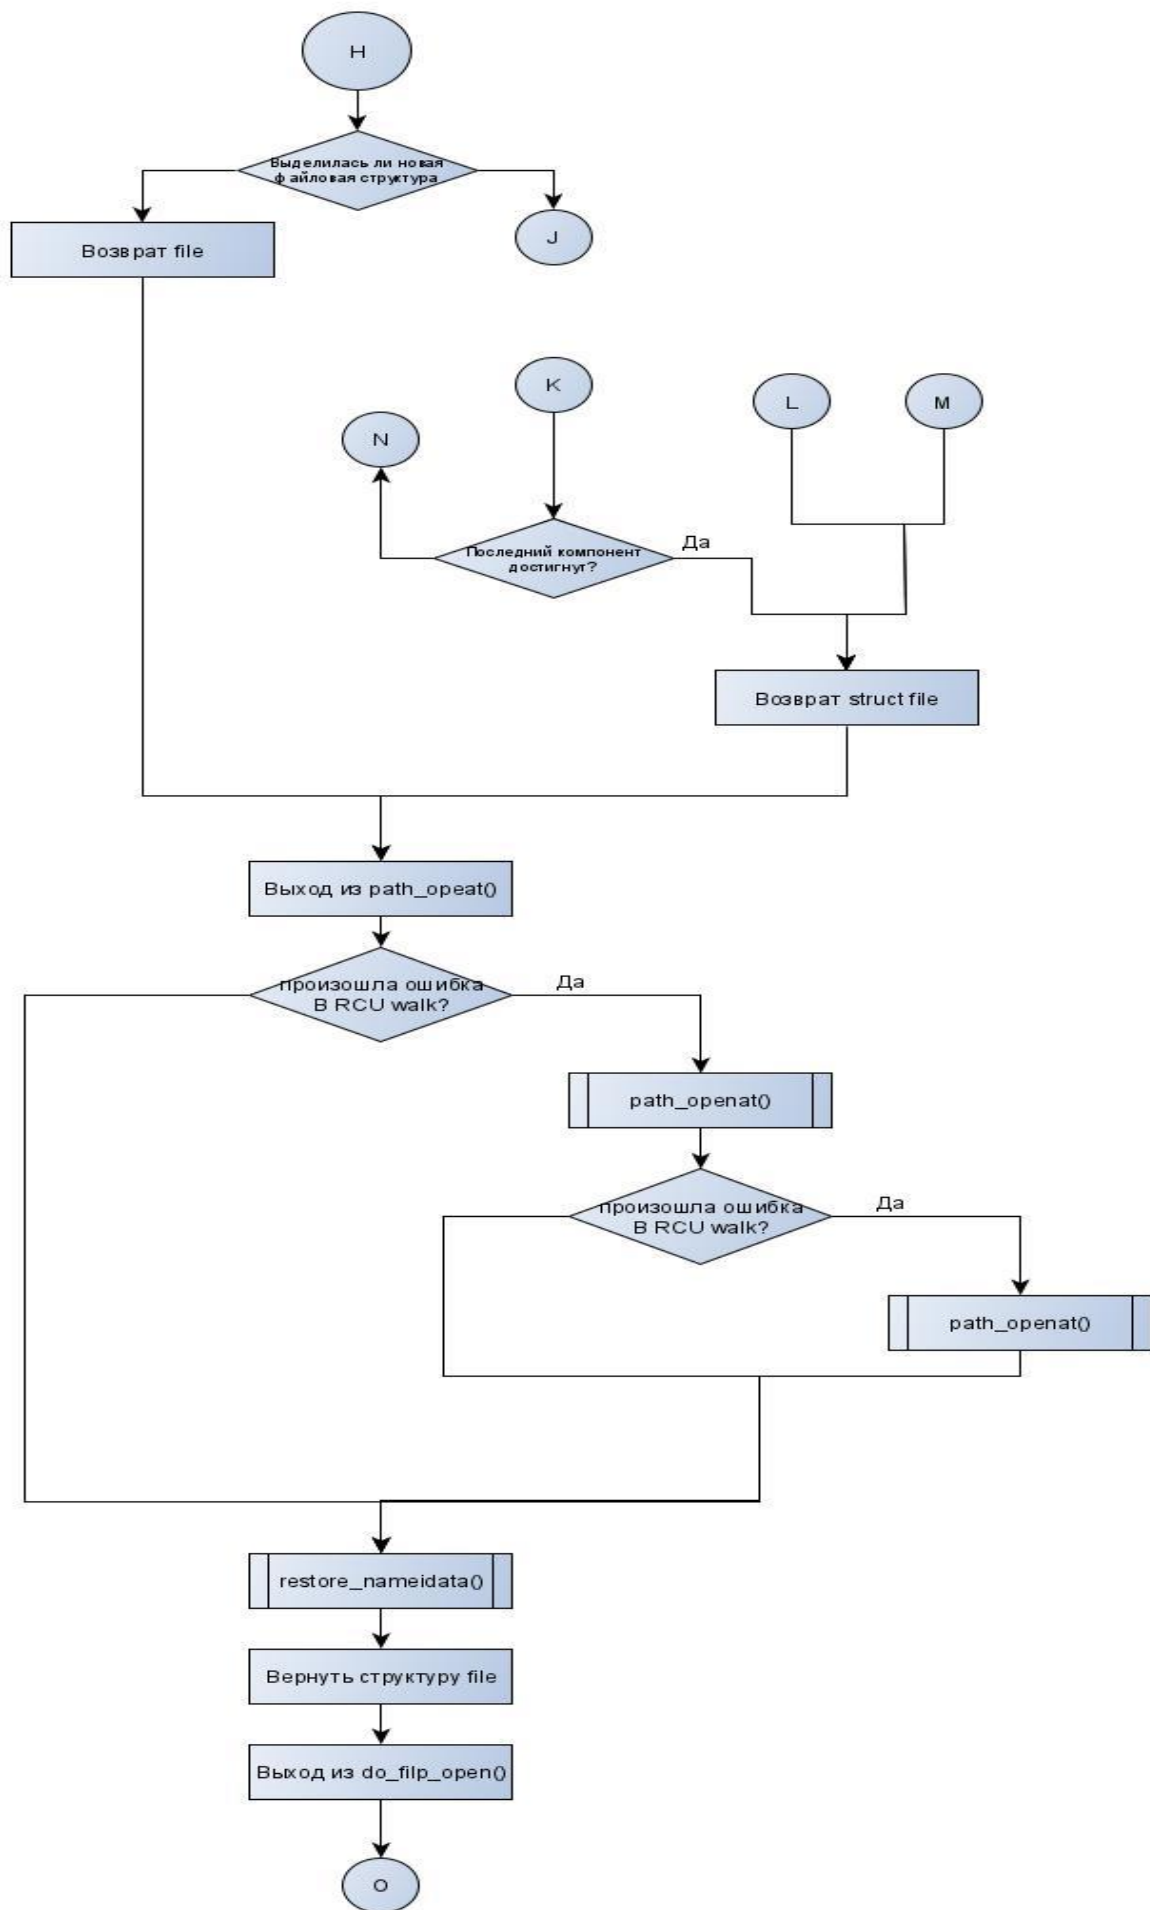 H
Выделилась ли новая
файловая структура
Возврат file
J
K
L
M
N
Последний компонент
достигнут?
Да
Возврат struct file
Выход из path_opeat()
произошла ошибка
В RCU walk?
Да
path_openat()
произошла ошибка
В RCU walk?
Да
path_openat()
restore_nameidata()
Вернуть структуру file
Выход из do_filp_open()
O